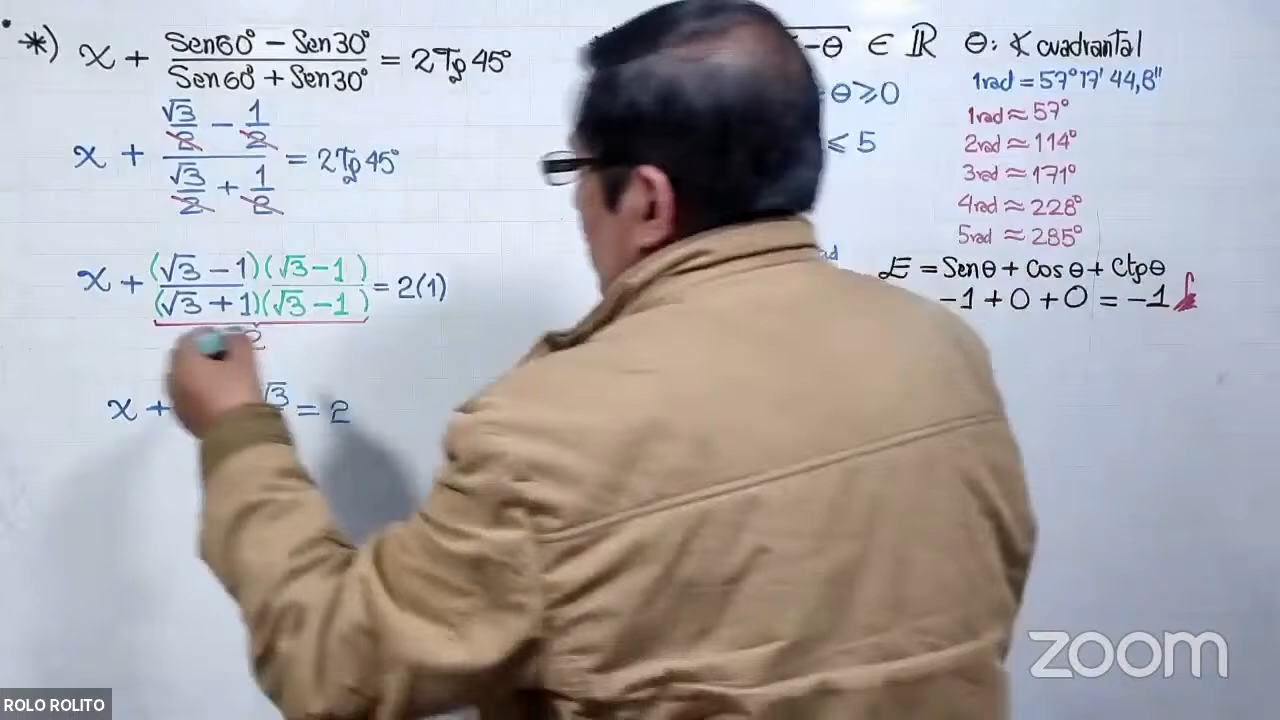 *) x + (Sen60° − Sen30°)/(Sen60° + Sen30°) = 2Tg45°
x + (√3/2 − 1/2)/(√3/2 + 1/2) = 2Tg45°
x + (√3 − 1)(√3 − 1)/(√3 + 1)(√3 − 1) = 2(1)
2
x + √3 = 2
−θ ∈ ℝ θ: ∢ cuadrantal
θ ⩾ 0
⩽ 5
1rad = 57°17'44,8"
1rad ≈ 57°
2rad ≈ 114°
3rad ≈ 171°
4rad ≈ 228°
5rad ≈ 285°
E = Senθ + Cosθ + Ctgθ
−1 + 0 + 0 = −1
zoom
ROLO ROLITO